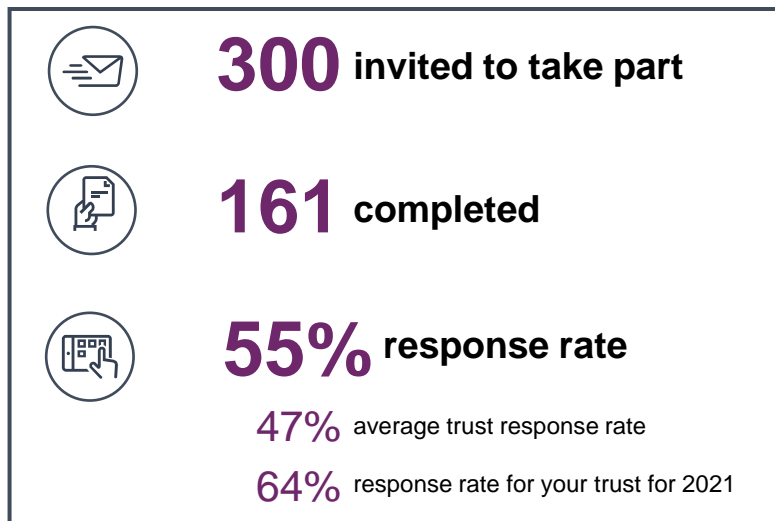 300 invited to take part
161 completed
55% response rate
47% average trust response rate
64% response rate for your trust for 2021